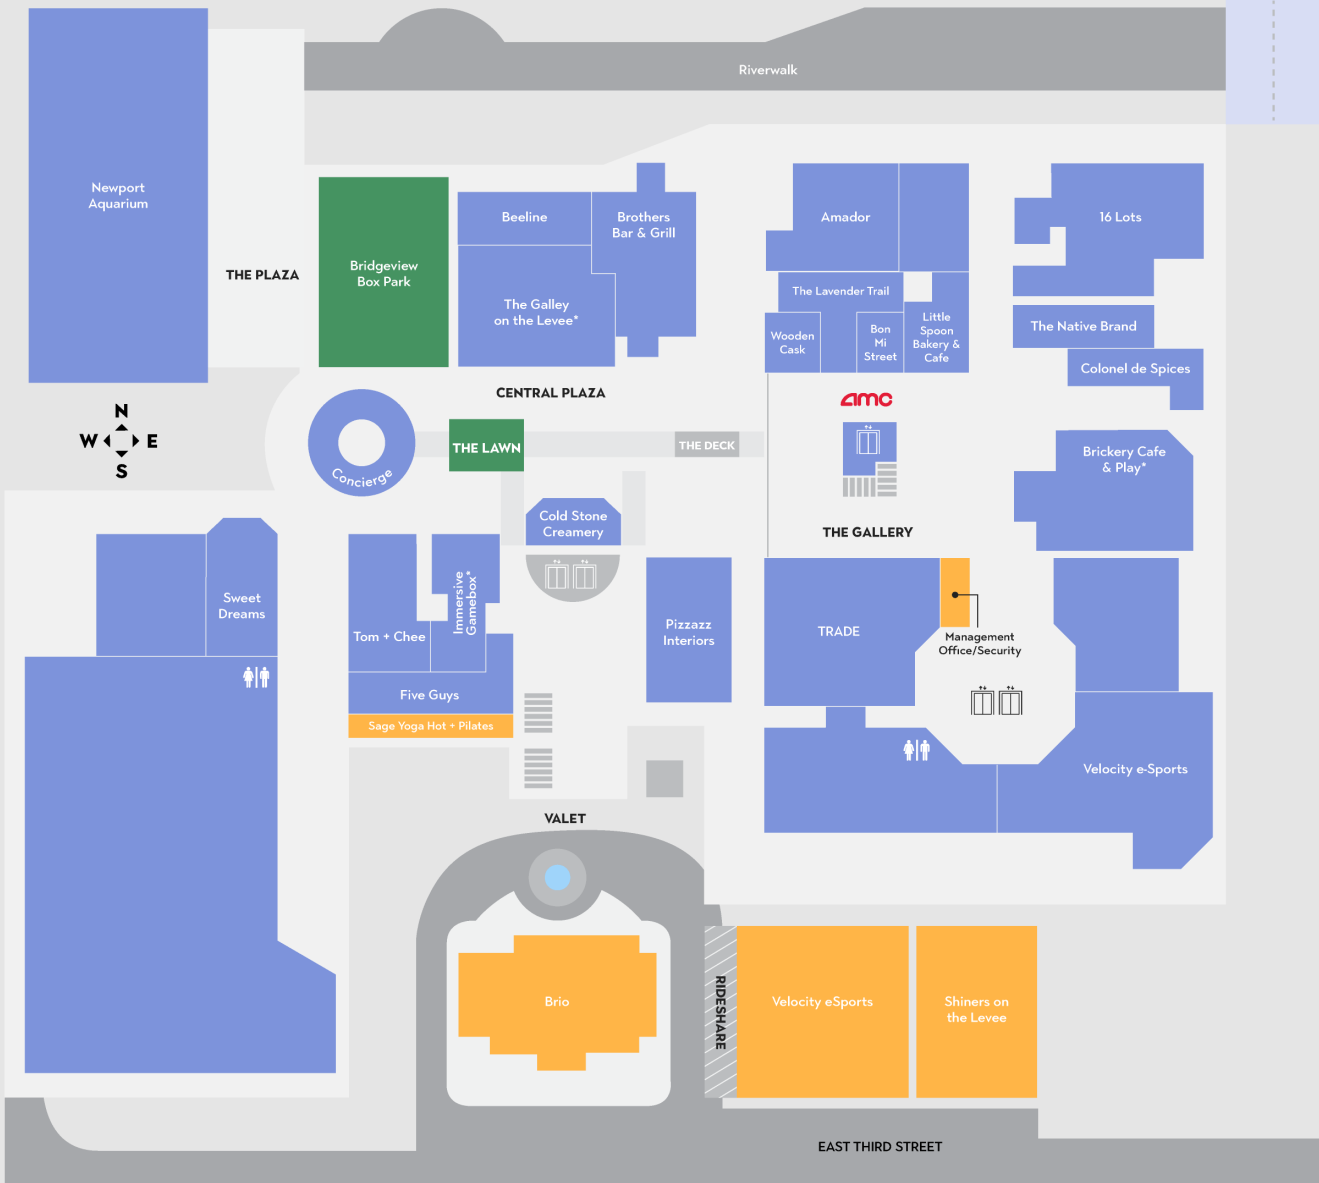 Riverwalk
Newport
Aquarium
THE PLAZA
Bridgeview
Box Park
Beeline
Brothers
Bar & Grill
The Galley
on the Levee*
Amador
The Lavender Trail
Wooden
Cask
Bon
Mi
Street
Little
Spoon
Bakery &
Cafe
16 Lots
The Native Brand
Colonel de Spices
CENTRAL PLAZA
amc
N
W E
S
Concierge
THE LAWN
THE DECK
Brickery Cafe
& Play*
Cold Stone
Creamery
THE GALLERY
Sweet
Dreams
Tom + Chee
Immersive
Gamebox*
Five Guys
Sage Yoga Hot + Pilates
Pizzazz
Interiors
TRADE
Management
Office/Security
Velocity e-Sports
VALET
Brio
RIDESHARE
Velocity eSports
Shiners on
the Levee
EAST THIRD STREET